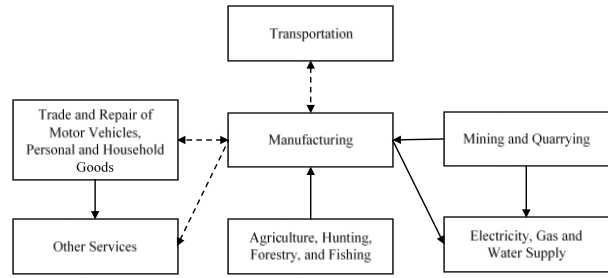 Transportation
Trade and Repair of
Motor Vehicles,
Personal and Household
Goods
Manufacturing
Mining and Quarrying
Other Services
Agriculture, Hunting,
Forestry, and Fishing
Electricity, Gas and
Water Supply